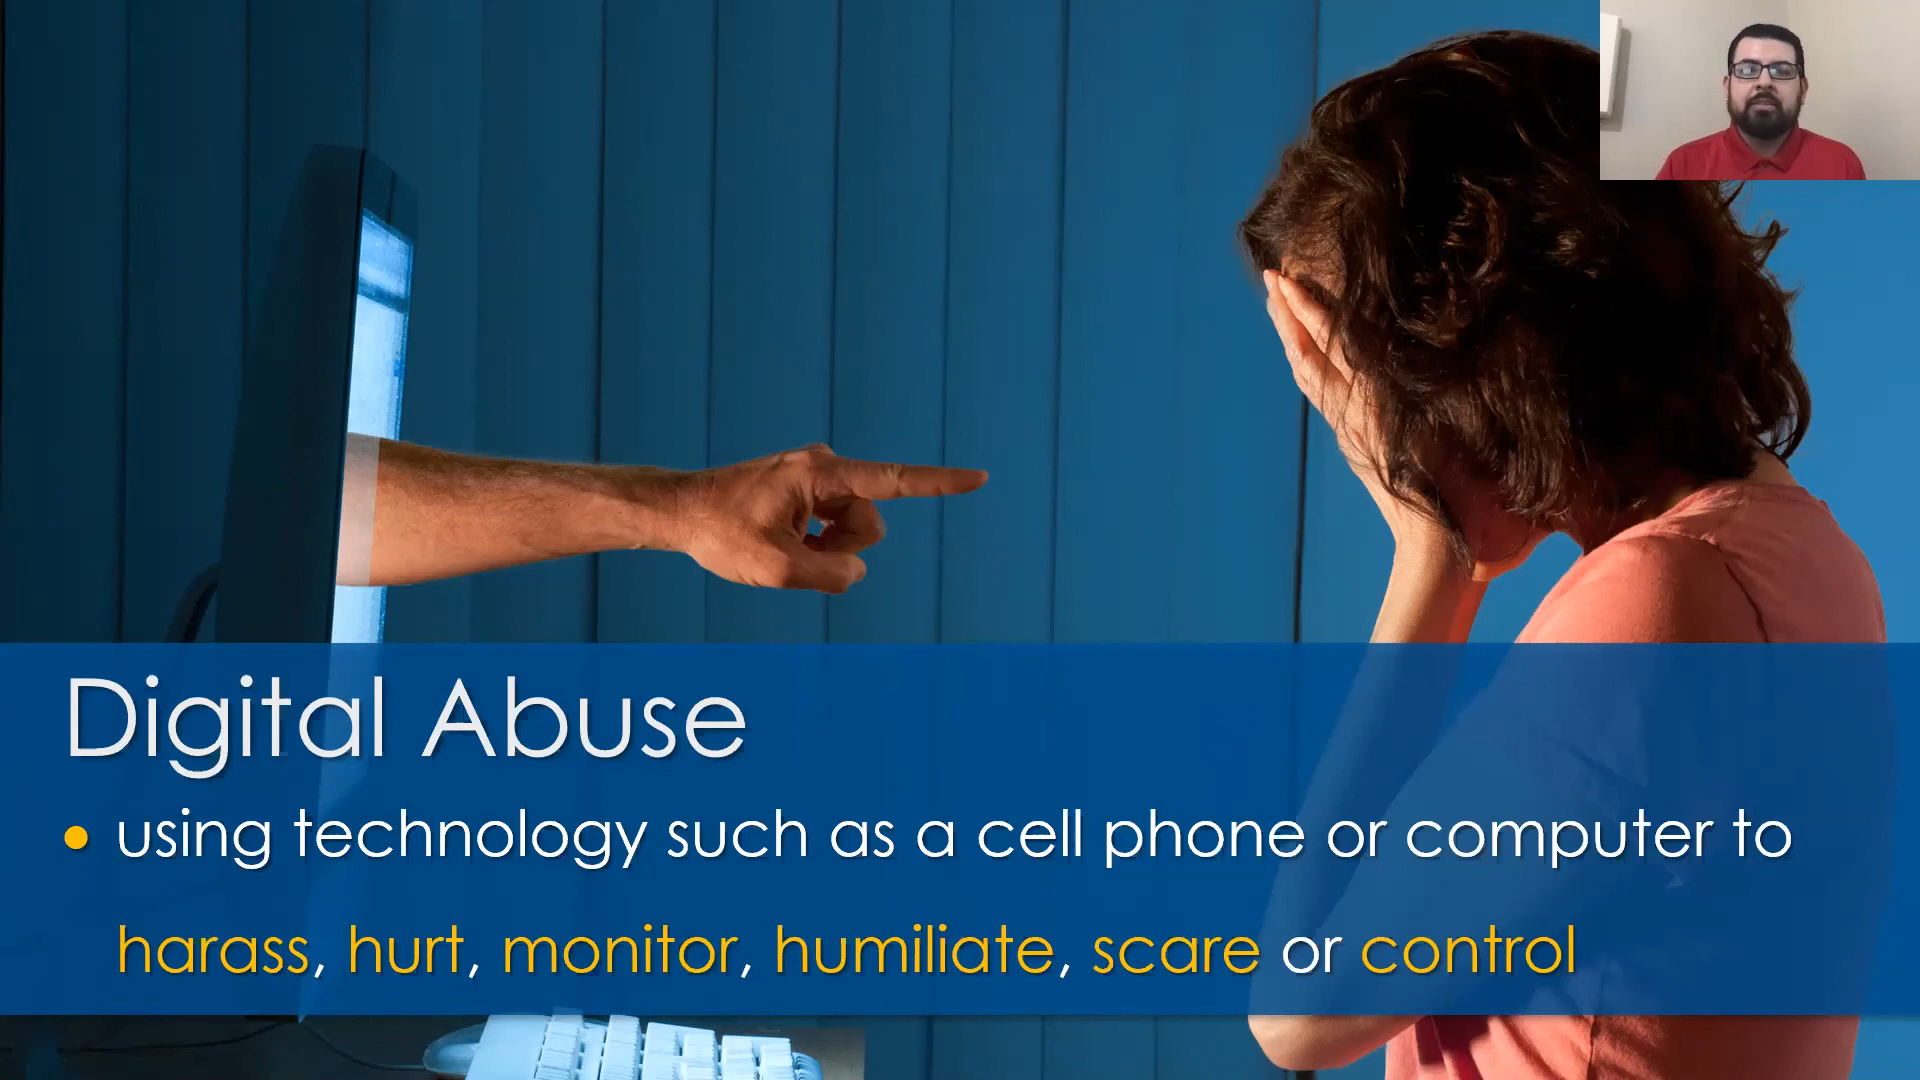 Digital Abuse
• using technology such as a cell phone or computer to
harass, hurt, monitor, humiliate, scare or control